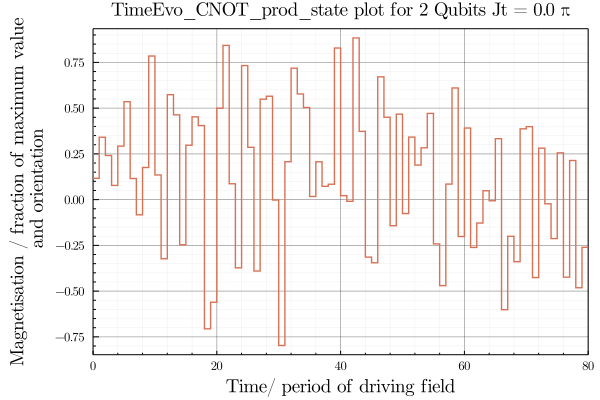 TimeEvo_CNOT_prod_state plot for 2 Qubits Jt = 0.0 π
Magnetisation / fraction of maximum value
and orientation
0.75
0.50
0.25
0.00
−0.25
−0.50
−0.75
0 20 40 60 80
Time/ period of driving field